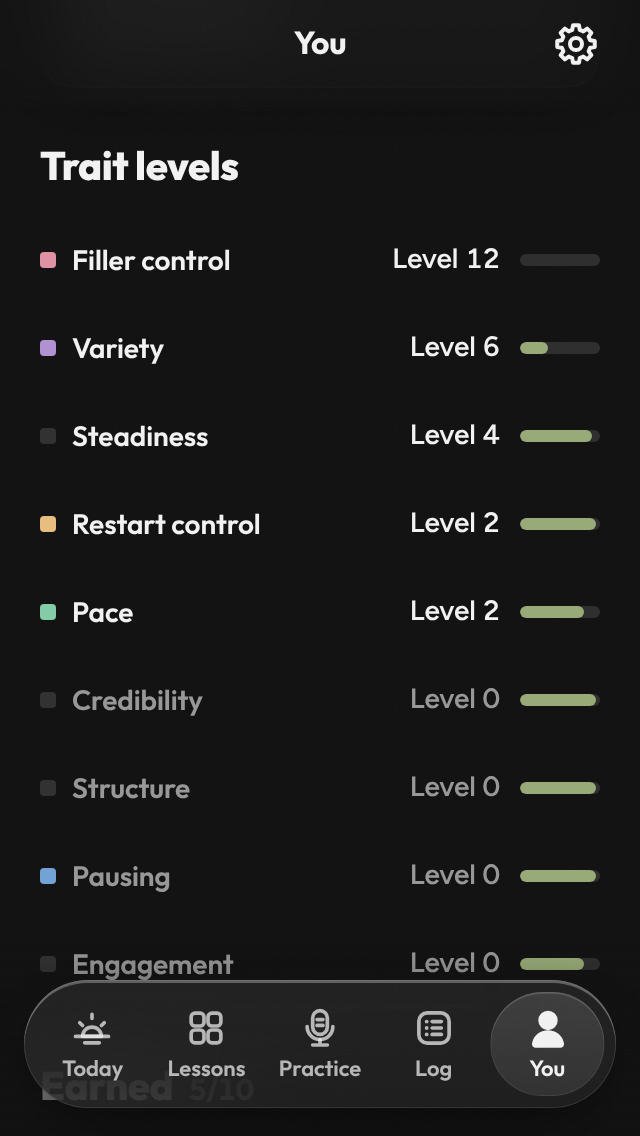 You
Trait levels
Filler control Level 12
Variety Level 6
Steadiness Level 4
Restart control Level 2
Pace Level 2
Credibility Level 0
Structure Level 0
Pausing Level 0
Engagement Level 0
Today Lessons Practice Log You
Earned 5/10